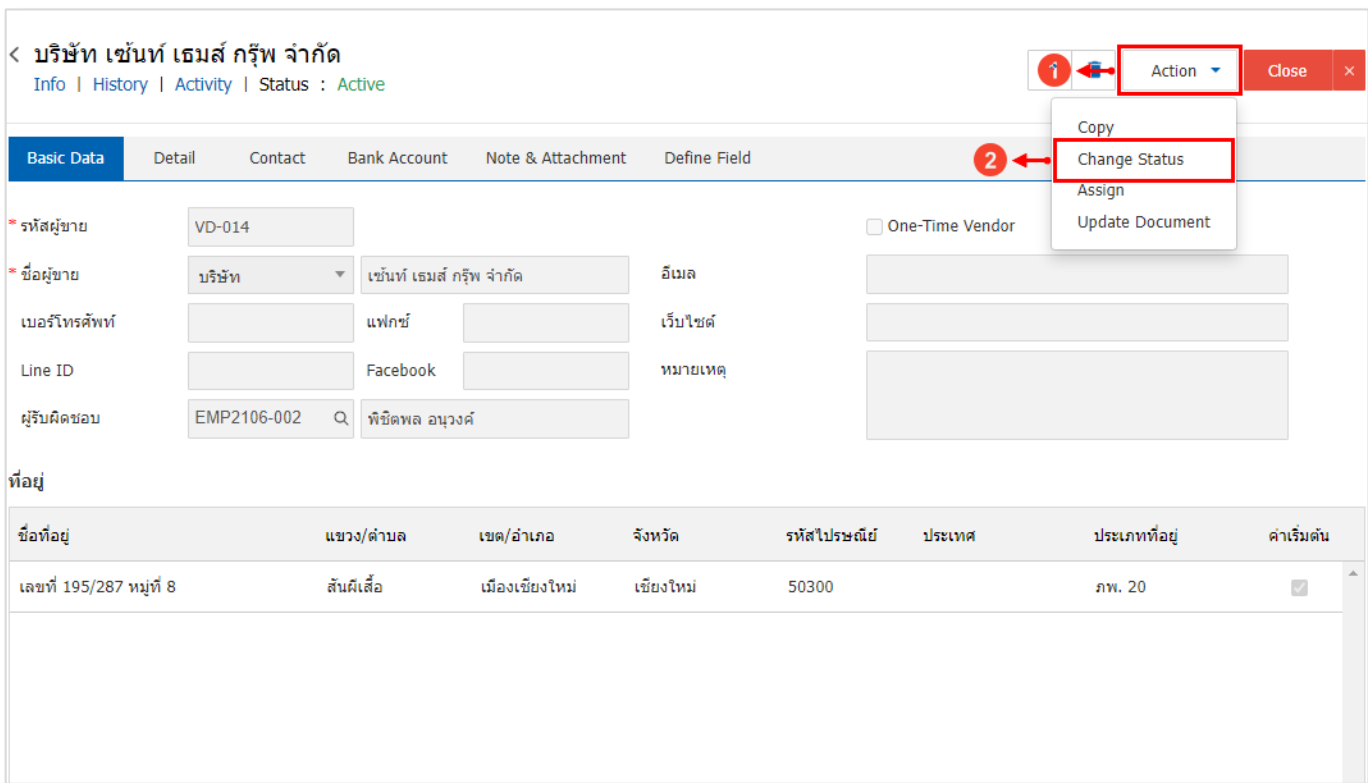 < บริษัท เซ้นท์ เธมส์ กรุ๊พ จำกัด
Info | History | Activity | Status : Active
1 Action Close ×
Copy
Basic Data Detail Contact Bank Account Note & Attachment Define Field 2 Change Status
Assign
* รหัสผู้ขาย VD-014 One-Time Vendor Update Document
* ชื่อผู้ขาย บริษัท เซ้นท์ เธมส์ กรุ๊พ จำกัด อีเมล
เบอร์โทรศัพท์ แฟกซ์ เว็บไซต์
Line ID Facebook หมายเหตุ
ผู้รับผิดชอบ EMP2106-002 พิชิตพล อนุวงค์
ที่อยู่
ชื่อที่อยู่ แขวง/ตำบล เขต/อำเภอ จังหวัด รหัสไปรษณีย์ ประเทศ ประเภทที่อยู่ ค่าเริ่มต้น
เลขที่ 195/287 หมู่ที่ 8 สันผีเสื้อ เมืองเชียงใหม่ เชียงใหม่ 50300 ภพ. 20